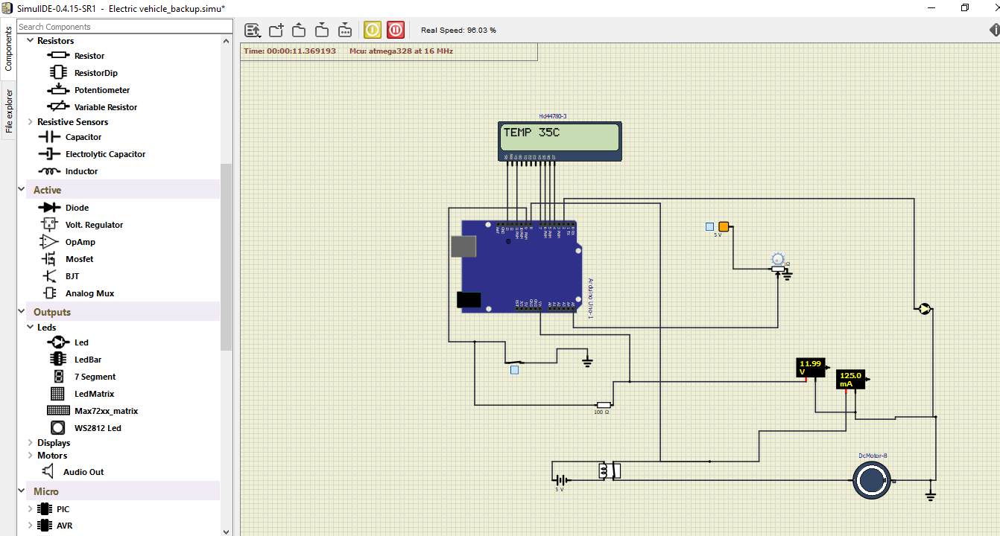 SimulIDE-0.4.15-SR1 - Electric vehicle_backup.simu*
Components
File explorer
Search Components
Resistors
Resistor
ResistorDip
Potentiometer
Variable Resistor
Resistive Sensors
Capacitor
Electrolytic Capacitor
Inductor
Active
Diode
Volt. Regulator
OpAmp
Mosfet
BJT
Analog Mux
Outputs
Leds
Led
LedBar
7 Segment
LedMatrix
Max72xx_matrix
WS2812 Led
Displays
Motors
Audio Out
Micro
PIC
AVR
Real Speed: 96.03 %
Time: 00:00:11.369193 Mcu: atmega328 at 16 MHz
Hd44780-3
TEMP 35C
Arduino Uno-1
5 V
Ω
11.99
V
125.0
mA
100 Ω
5 V
DcMotor-8